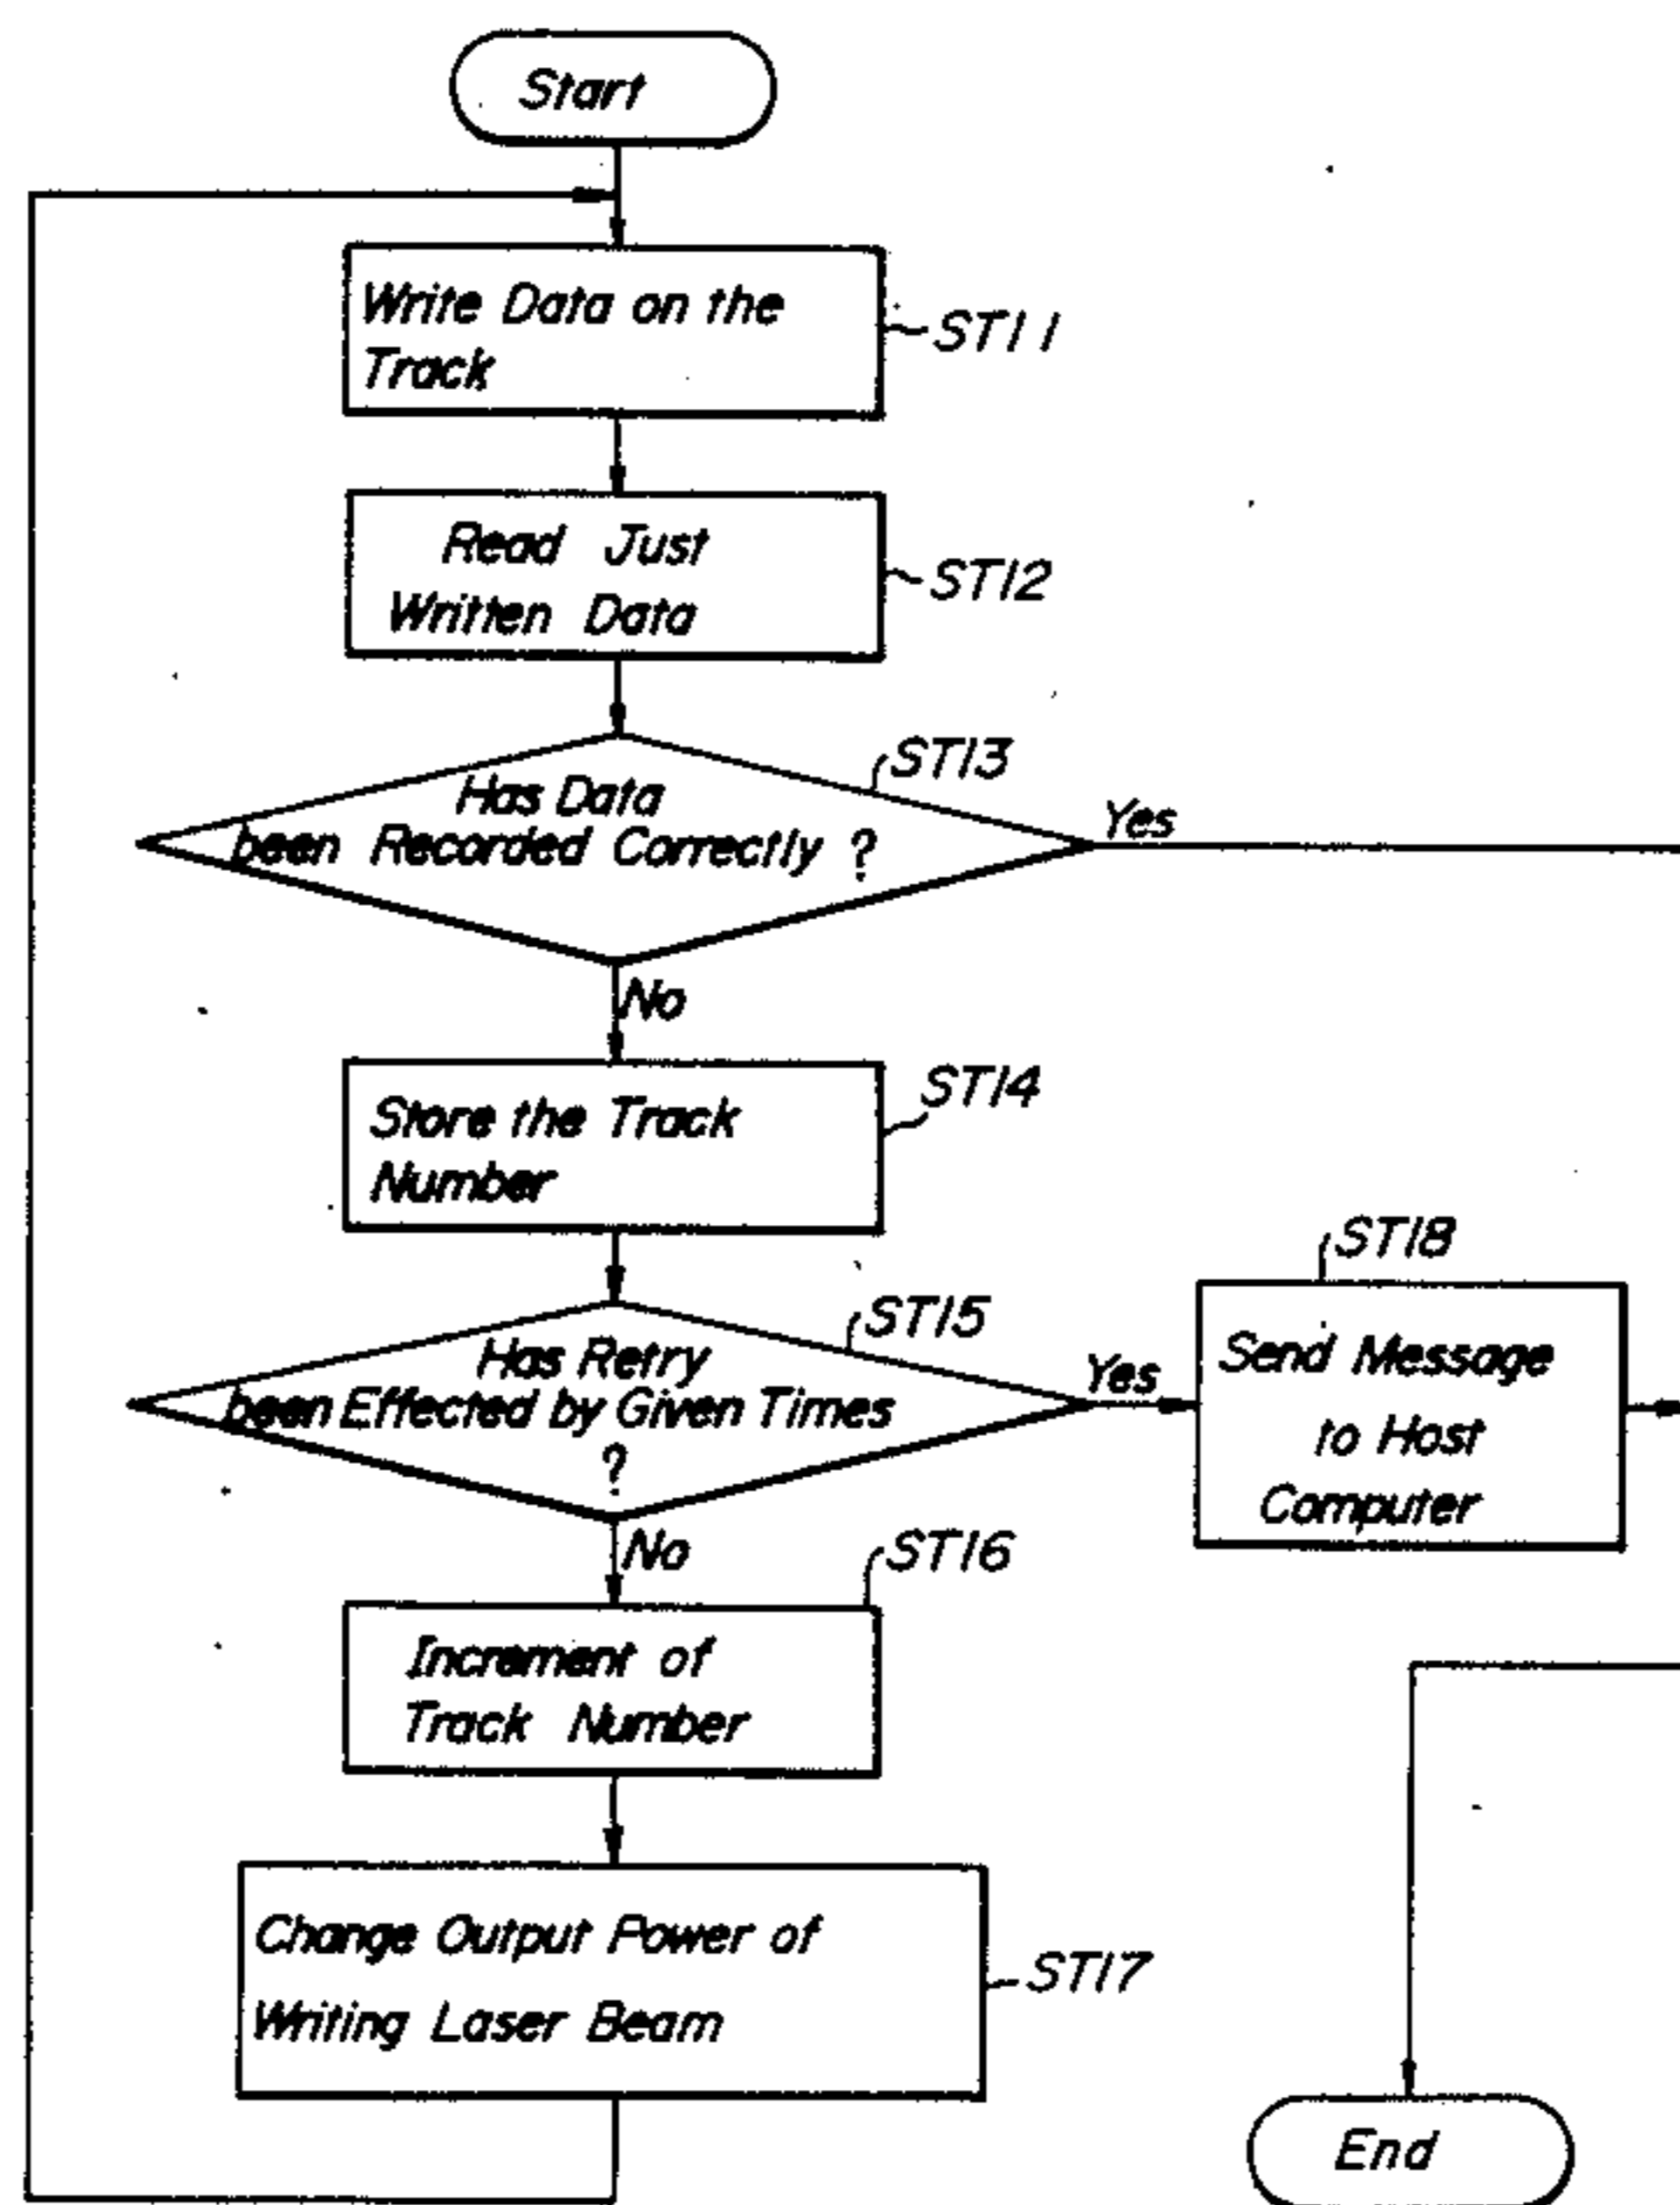 Start
Write Data on the
Track
ST11
Read Just
Written Data
ST12
ST13
Has Data
been Recorded Correctly ?
Yes
No
Store the Track
Number
ST14
ST15
Has Retry
been Effected by Given Times
?
Yes
No
ST18
Send Message
to Host
Computer
ST16
Increment of
Track Number
Change Output Power of
Writing Laser Beam
ST17
End